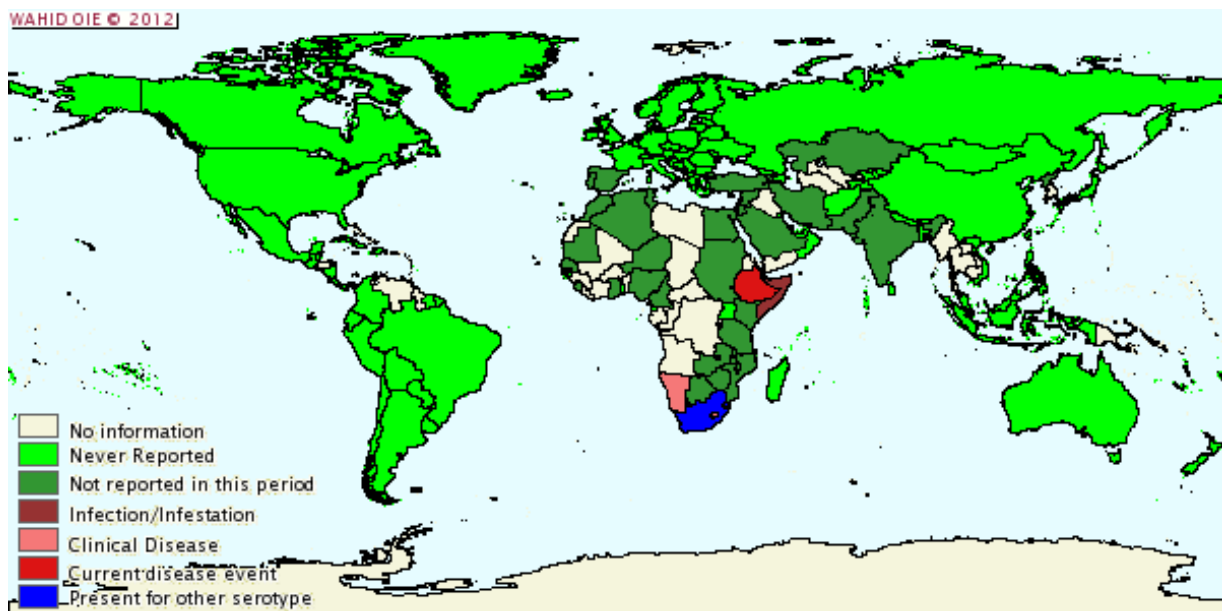 WAHID OIE © 2012
No information
Never Reported
Not reported in this period
Infection/Infestation
Clinical Disease
Current disease event
Present for other serotype